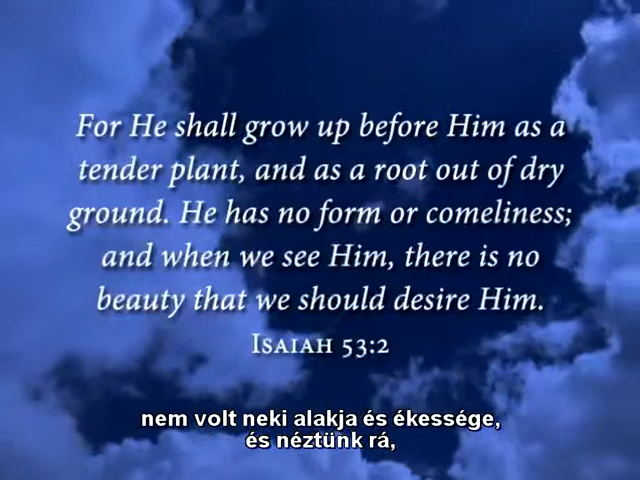 For He shall grow up before Him as a
tender plant, and as a root out of dry
ground. He has no form or comeliness;
and when we see Him, there is no
beauty that we should desire Him.
Isaiah 53:2
nem volt neki alakja és ékessége,
és néztünk rá,